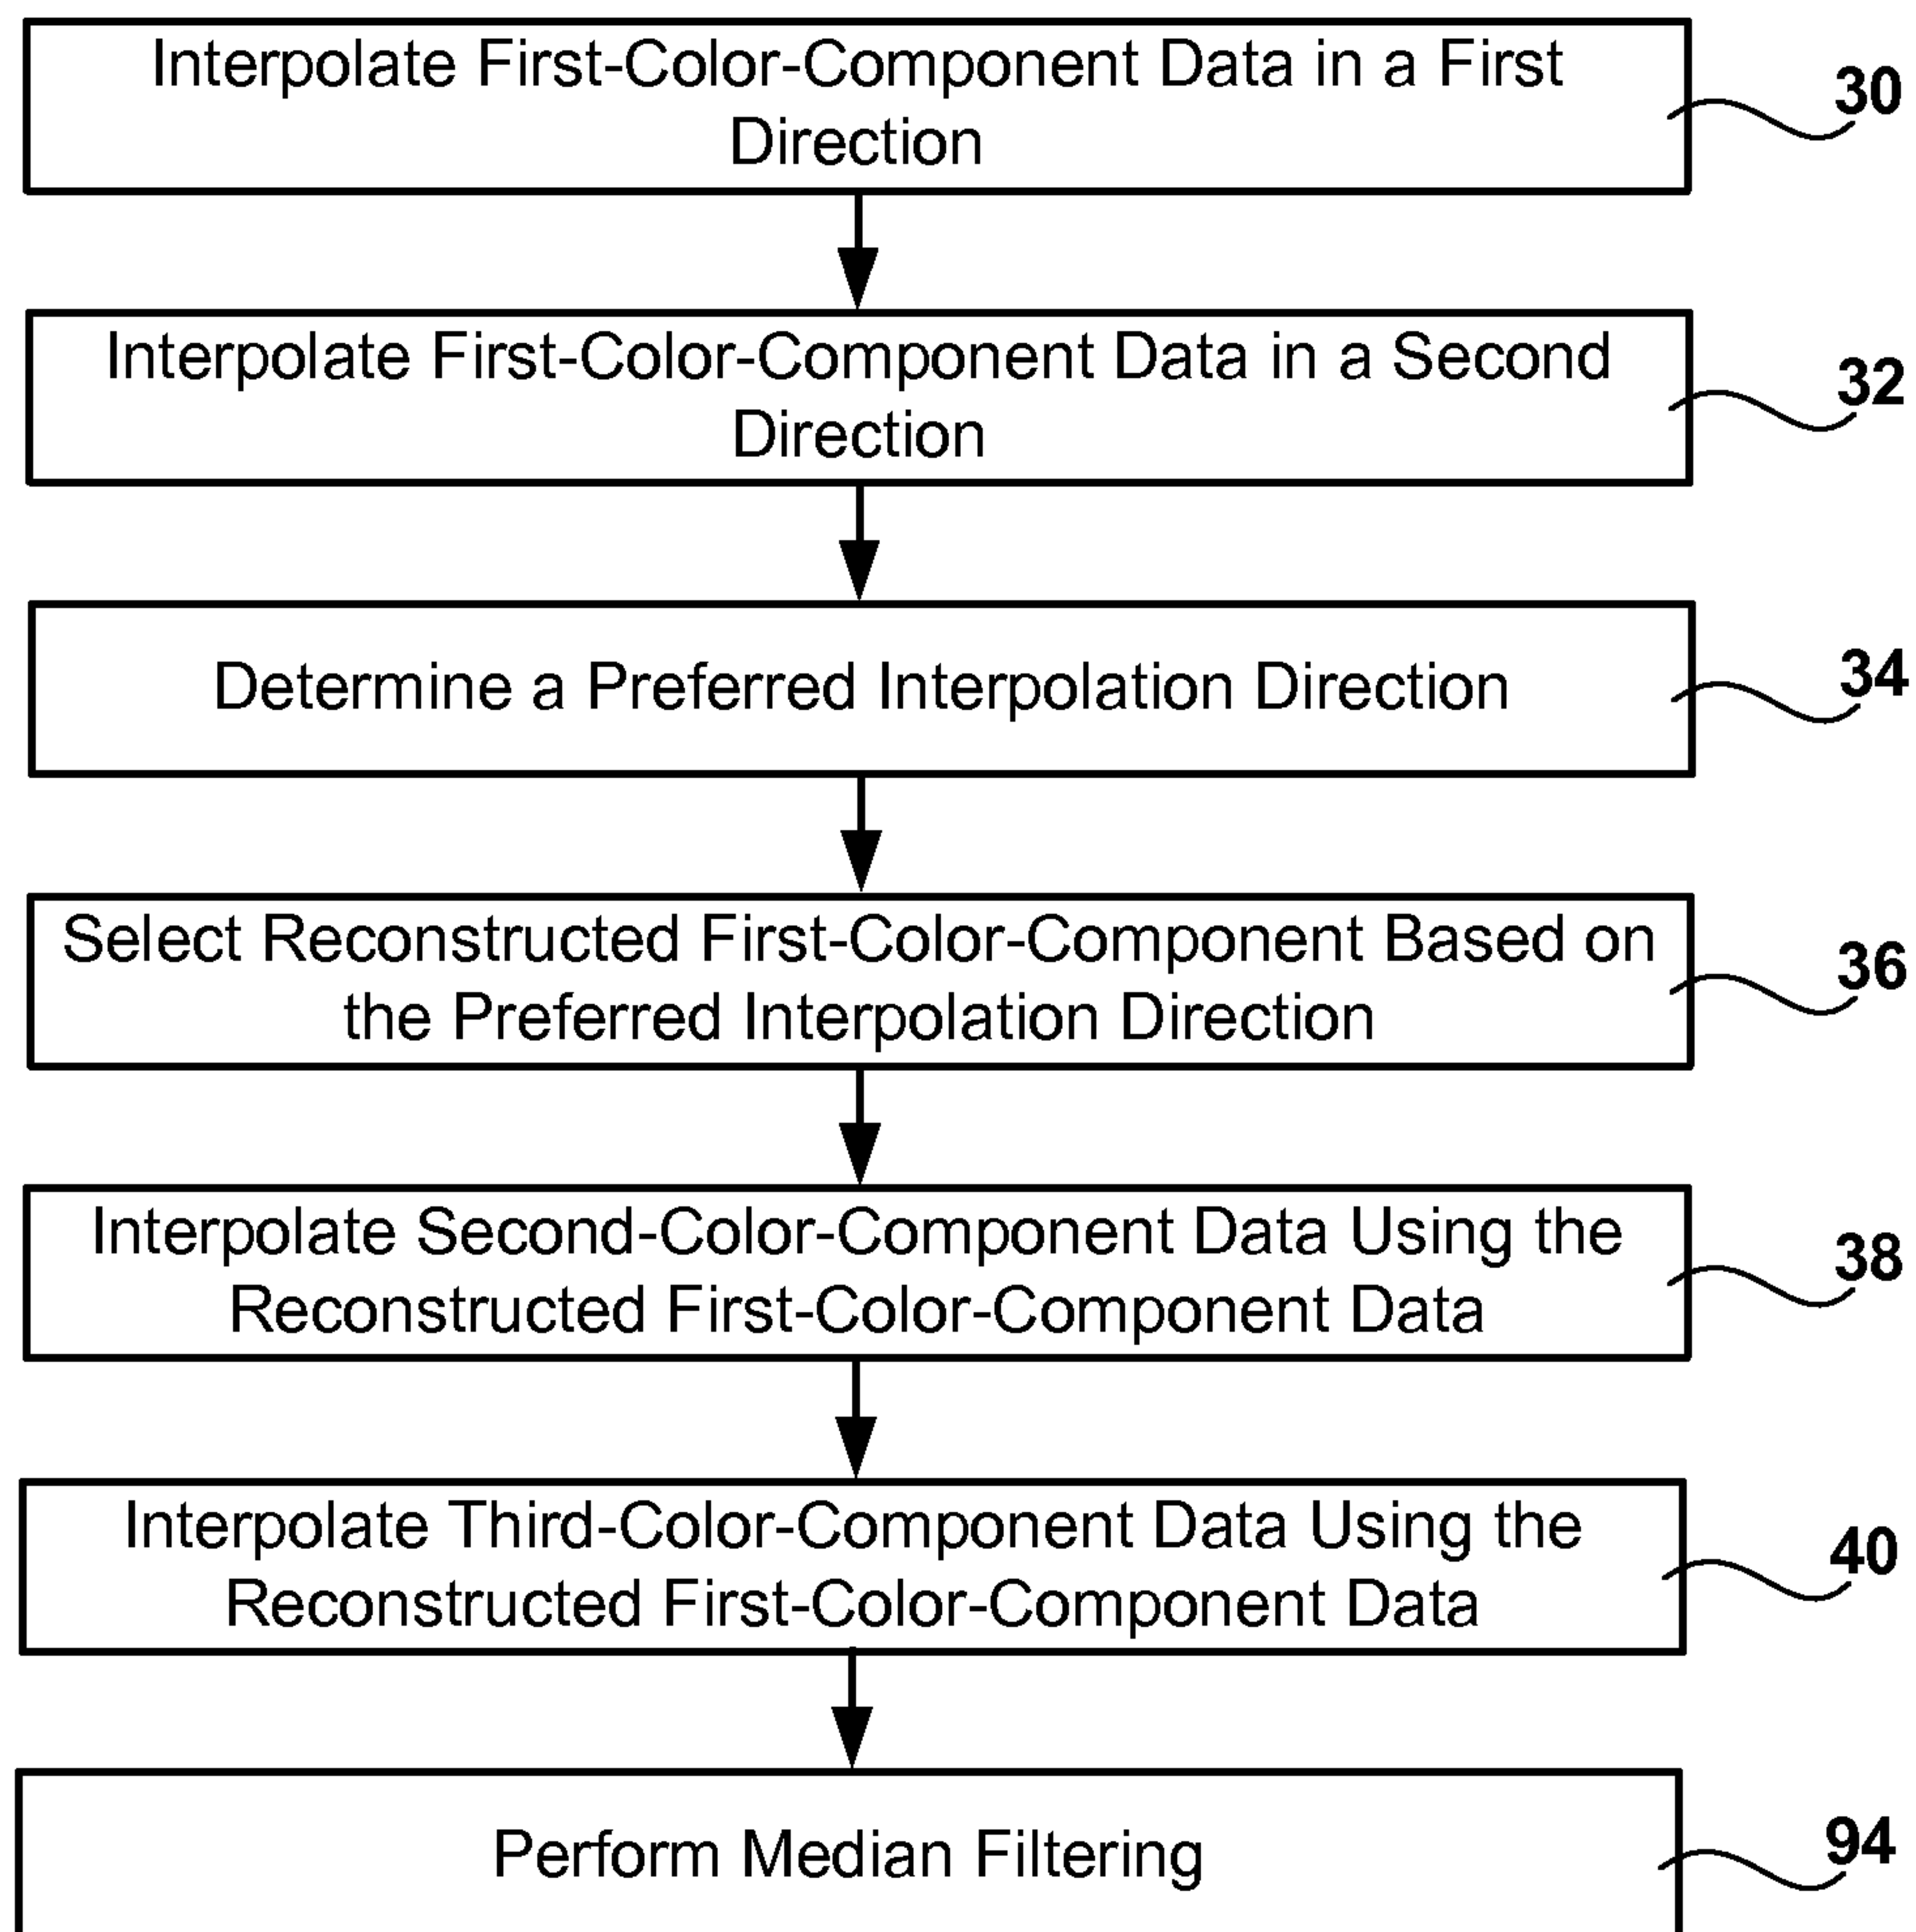 Interpolate First-Color-Component Data in a First
Direction
30
Interpolate First-Color-Component Data in a Second
Direction
32
Determine a Preferred Interpolation Direction
34
Select Reconstructed First-Color-Component Based on
the Preferred Interpolation Direction
36
Interpolate Second-Color-Component Data Using the
Reconstructed First-Color-Component Data
38
Interpolate Third-Color-Component Data Using the
Reconstructed First-Color-Component Data
40
Perform Median Filtering
94